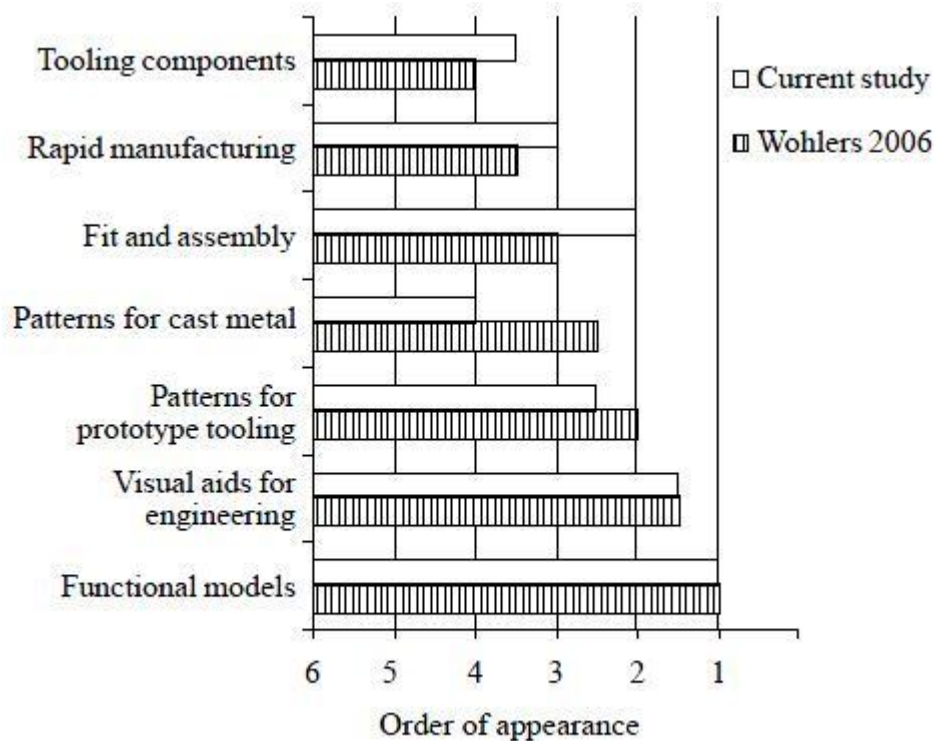 Tooling components
Rapid manufacturing
Fit and assembly
Patterns for cast metal
Patterns for
prototype tooling
Visual aids for
engineering
Functional models
6 5 4 3 2 1
Order of appearance
Current study
Wohlers 2006